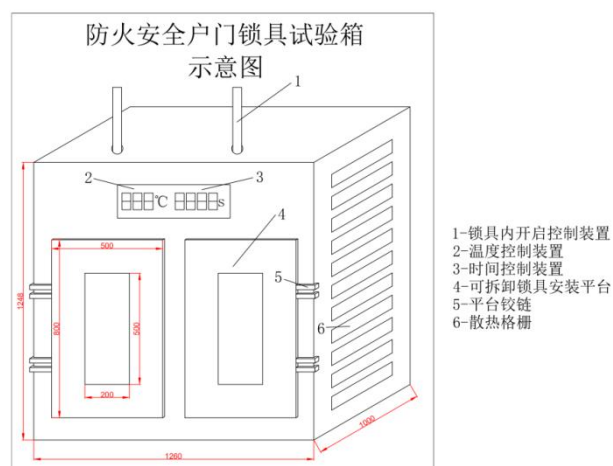 防火安全户门锁具试验箱
示意图
1
2
3
℃
s
4
500
5
1248
800
500
6
200
1000
1260
1-锁具内开启控制装置
2-温度控制装置
3-时间控制装置
4-可拆卸锁具安装平台
5-平台铰链
6-散热格栅